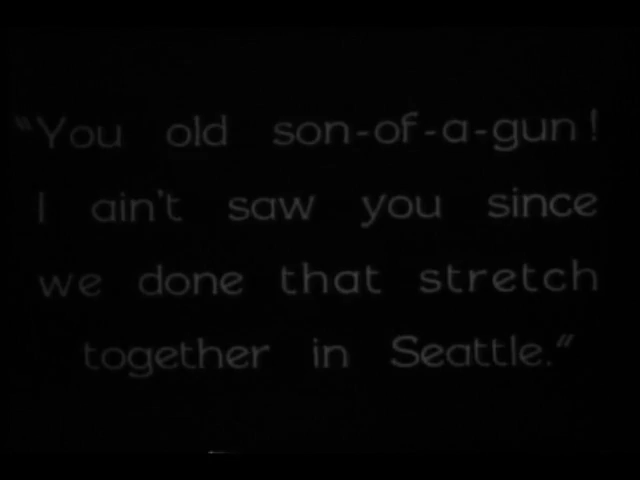 "You old son-of-a-gun!
I ain't saw you since
we done that stretch
together in Seattle."